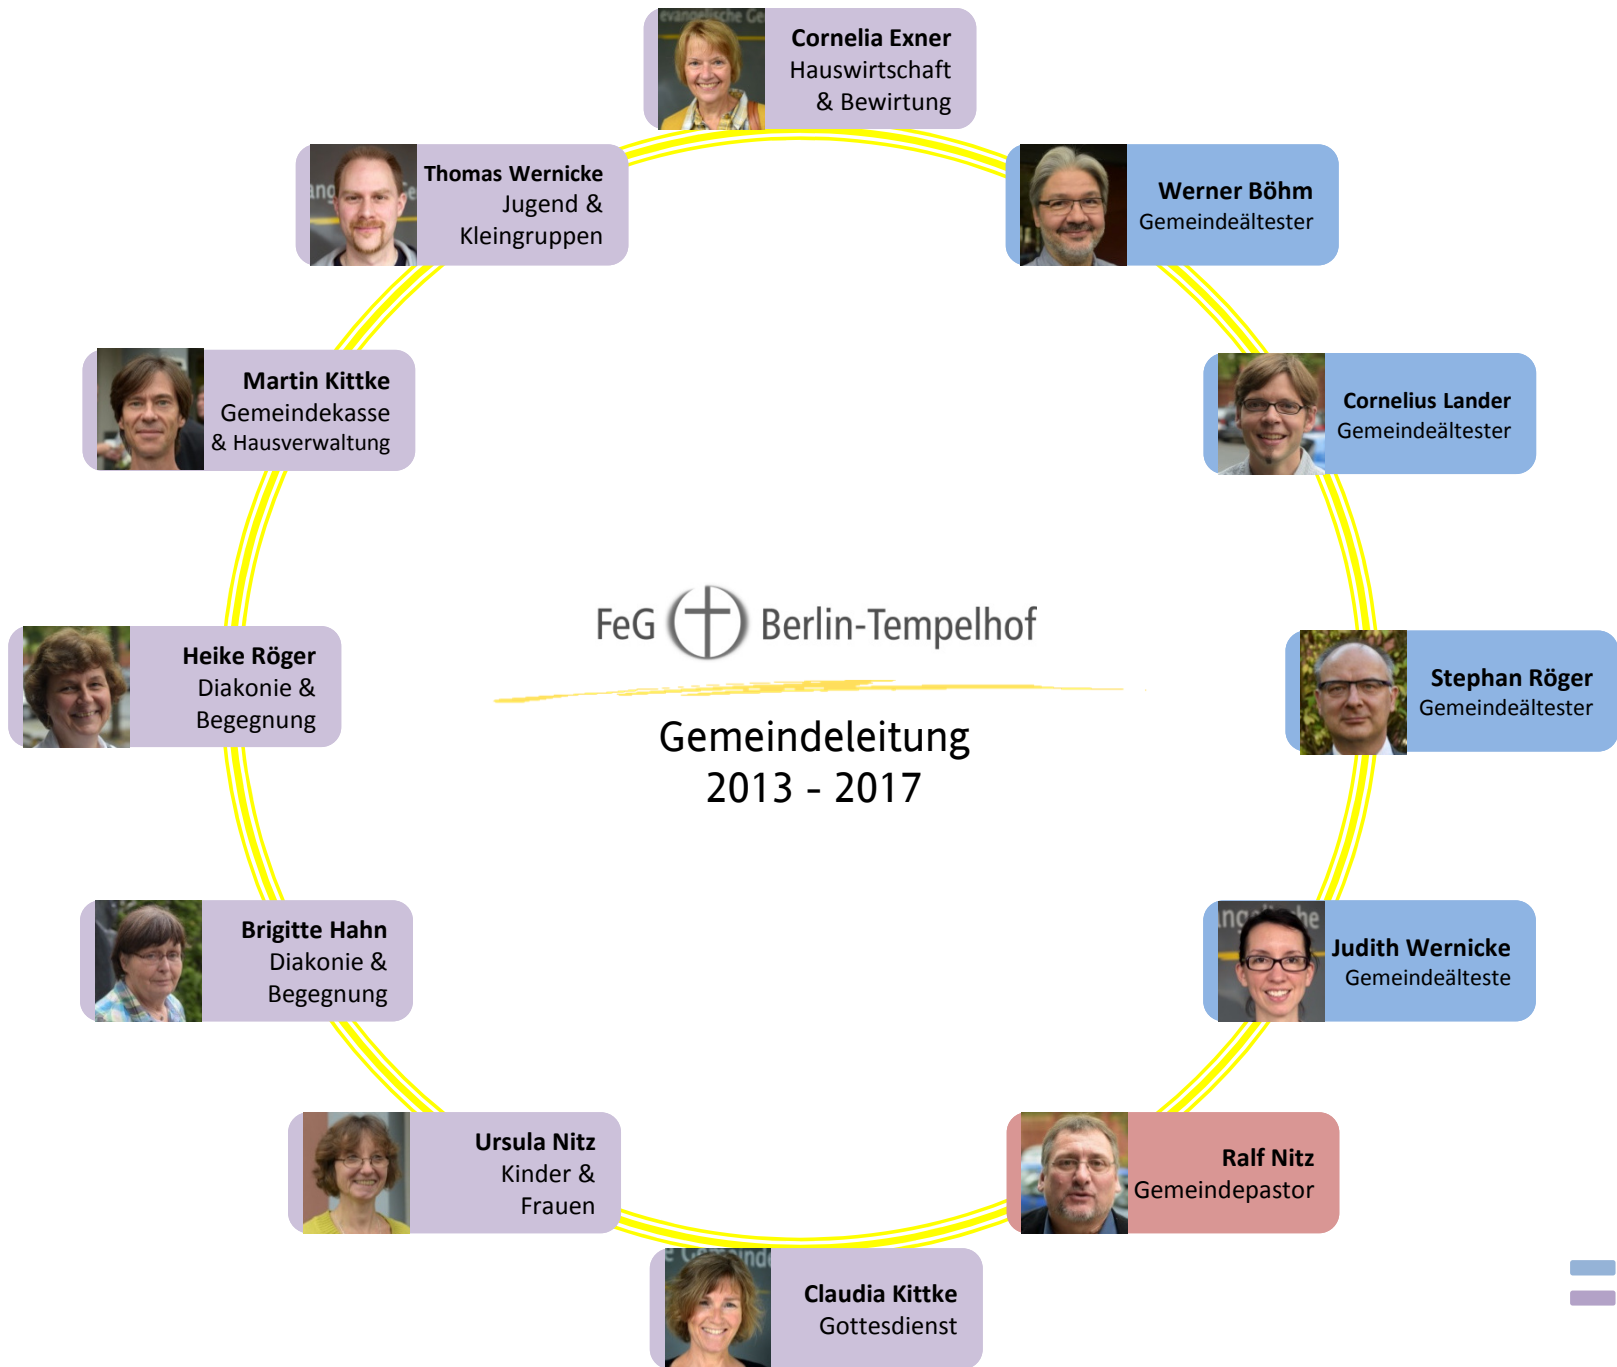 evangelische Ge
Cornelia Exner
Hauswirtschaft
& Bewirtung
Werner Böhm
Gemeindeältester
Cornelius Lander
Gemeindeältester
Stephan Röger
Gemeindeältester
Judith Wernicke
Gemeindeälteste
Ralf Nitz
Gemeindepastor
Claudia Kittke
Gottesdienst
Ursula Nitz
Kinder &
Frauen
Brigitte Hahn
Diakonie &
Begegnung
Heike Röger
Diakonie &
Begegnung
Martin Kittke
Gemeindekasse
& Hausverwaltung
Thomas Wernicke
Jugend &
Kleingruppen
FeG Berlin-Tempelhof
Gemeindeleitung
2013 - 2017